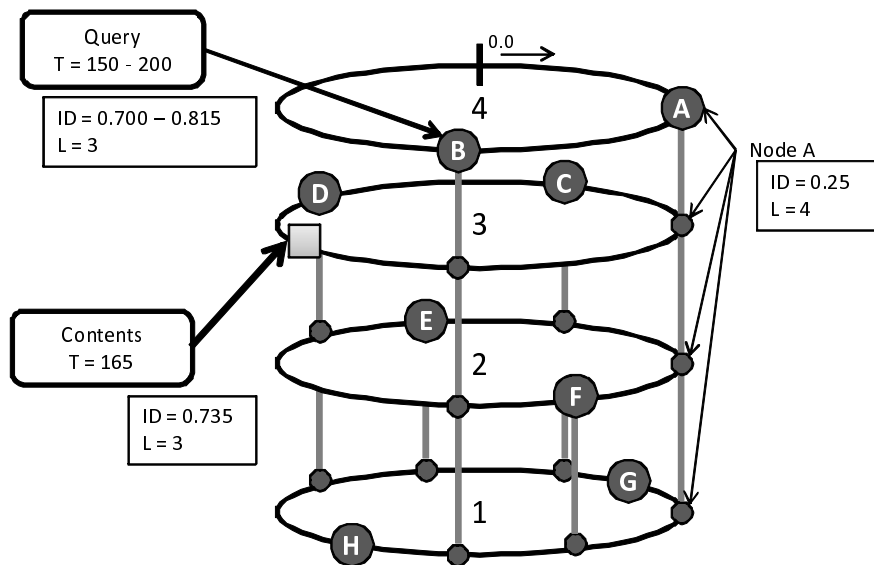 Query
T = 150 - 200
0.0
ID = 0.700 – 0.815
L = 3
4
A
B
Node A
ID = 0.25
L = 4
D
C
3
Contents
T = 165
E
2
ID = 0.735
L = 3
F
G
1
H